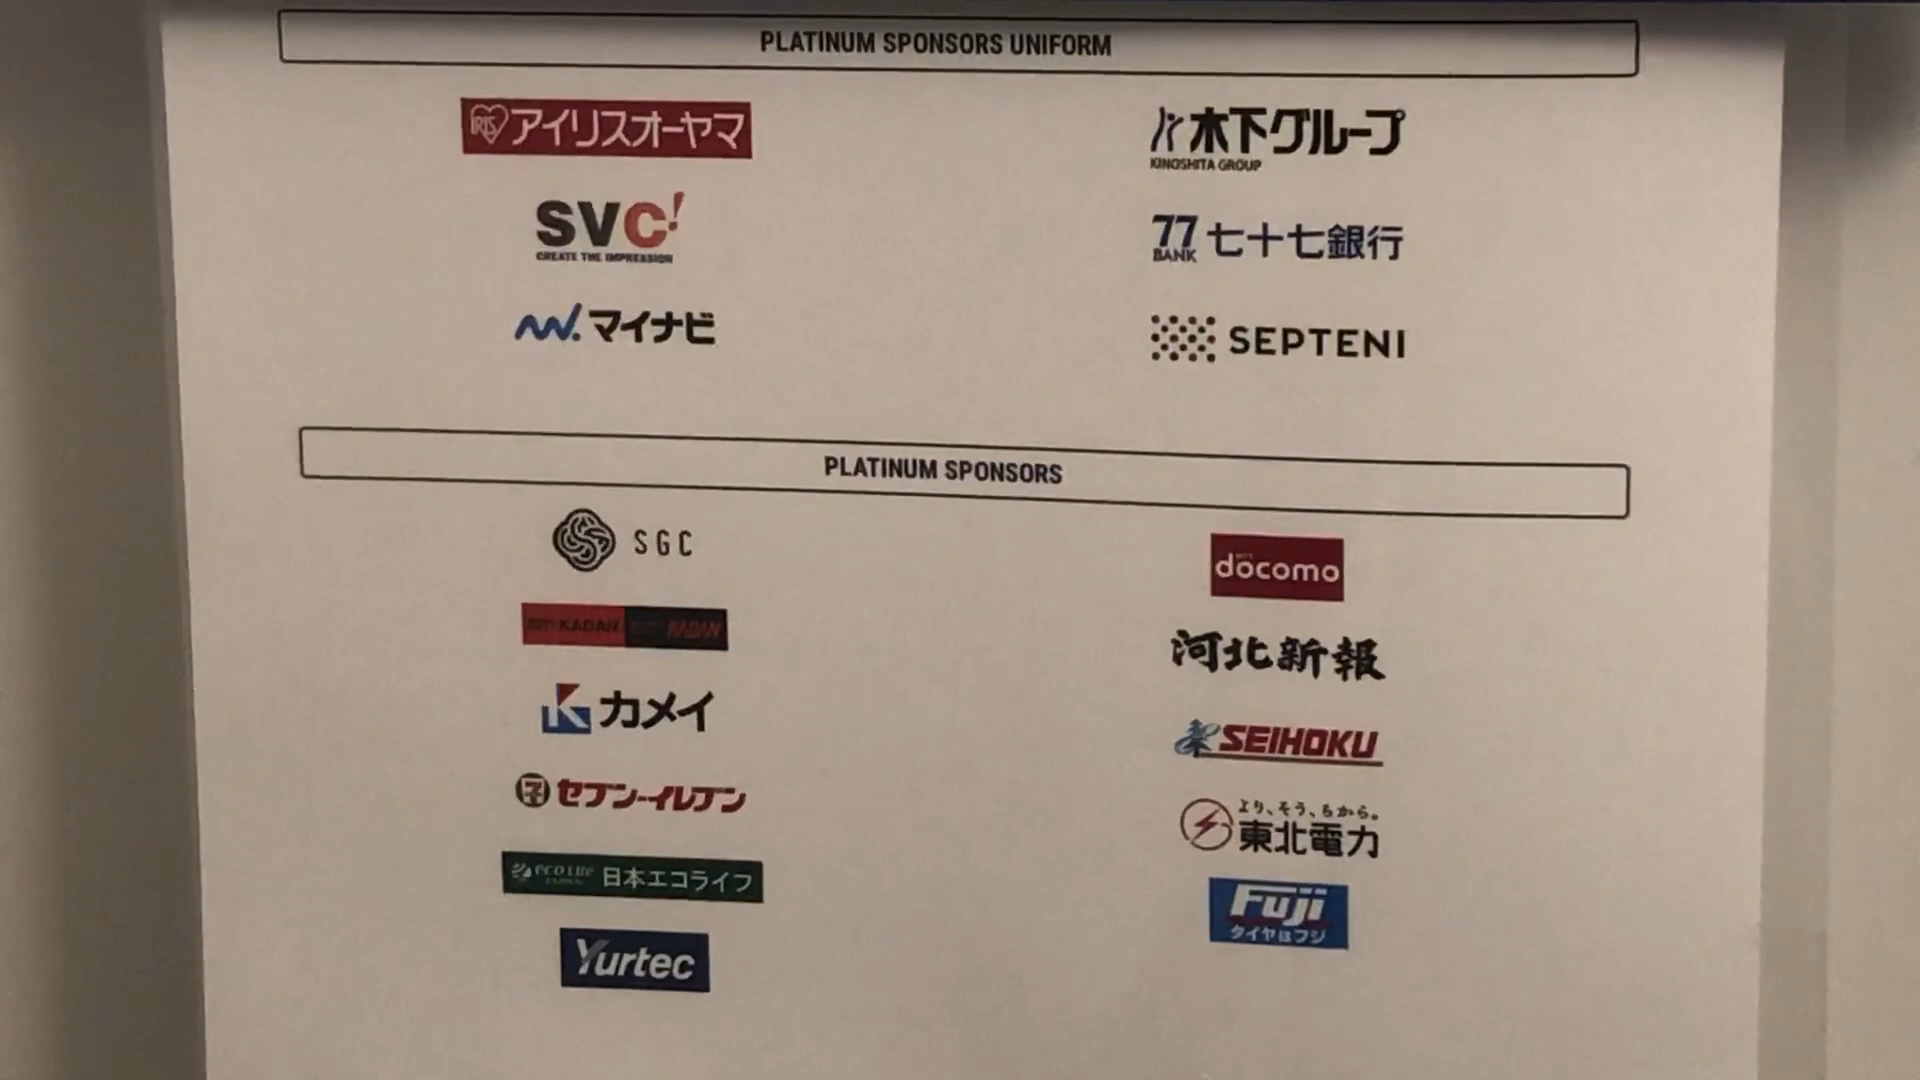 PLATINUM SPONSORS UNIFORM
IRIS アイリスオーヤマ
木下グループ
KINOSHITA GROUP
SVC!
CREATE THE IMPRESSION
77 BANK 七十七銀行
マイナビ
SEPTENI
PLATINUM SPONSORS
SGC
docomo
KADAN KADAN
河北新報
K カメイ
SEIHOKU
セブン-イレブン
より、そう、ちから。
東北電力
eco Life 日本エコライフ
Fuji
タイヤはフジ
Yurtec